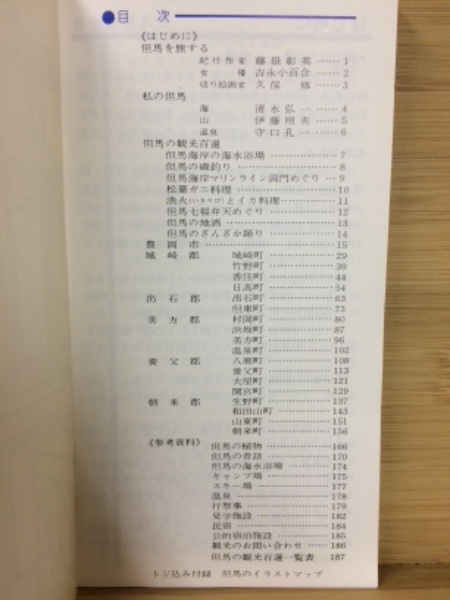 ●目 次
《はじめに》
但馬を旅する
紀行作家 藤嶽彰英 …… 1
女 優 吉永小百合 …… 2
切り絵画家 久保 修 …… 3
私の但馬
海 清水弘一 …… 4
山 伊藤 夫 …… 5
温泉 守口孔一 …… 6
但馬の観光百選
但馬海岸の海水浴場 …… 7
但馬の磯釣り …… 8
但馬海岸マリンライン洞門めぐり … 9
松葉ガニ料理 …… 10
漁火(いさりび)とイカ料理 …… 11
但馬七福弁天めぐり …… 12
但馬の地酒 …… 13
但馬のざんざか踊り …… 14
豊岡市 …… 15
城崎郡 城崎町 …… 29
竹野町 …… 39
香住町 …… 44
日高町 …… 54
出石郡 出石町 …… 63
但東町 …… 73
美方郡 村岡町 …… 80
浜坂町 …… 87
美方町 …… 96
温泉町 …… 102
養父郡 八鹿町 …… 108
養父町 …… 113
大屋町 …… 121
関宮町 …… 129
朝来郡 生野町 …… 137
和田山町 …… 143
山東町 …… 151
朝来町 …… 156
《参考資料》 但馬の植物 …… 166
但馬の昔話 …… 170
但馬の海水浴場 …… 174
キャンプ場 …… 175
スキー場 …… 177
温泉 …… 178
行祭事 …… 179
見学施設 …… 182
民宿 …… 184
公的宿泊施設 …… 185
観光のお問い合わせ …… 186
但馬の観光百選一覧表 187
トジ込み付録 但馬のイラストマップ